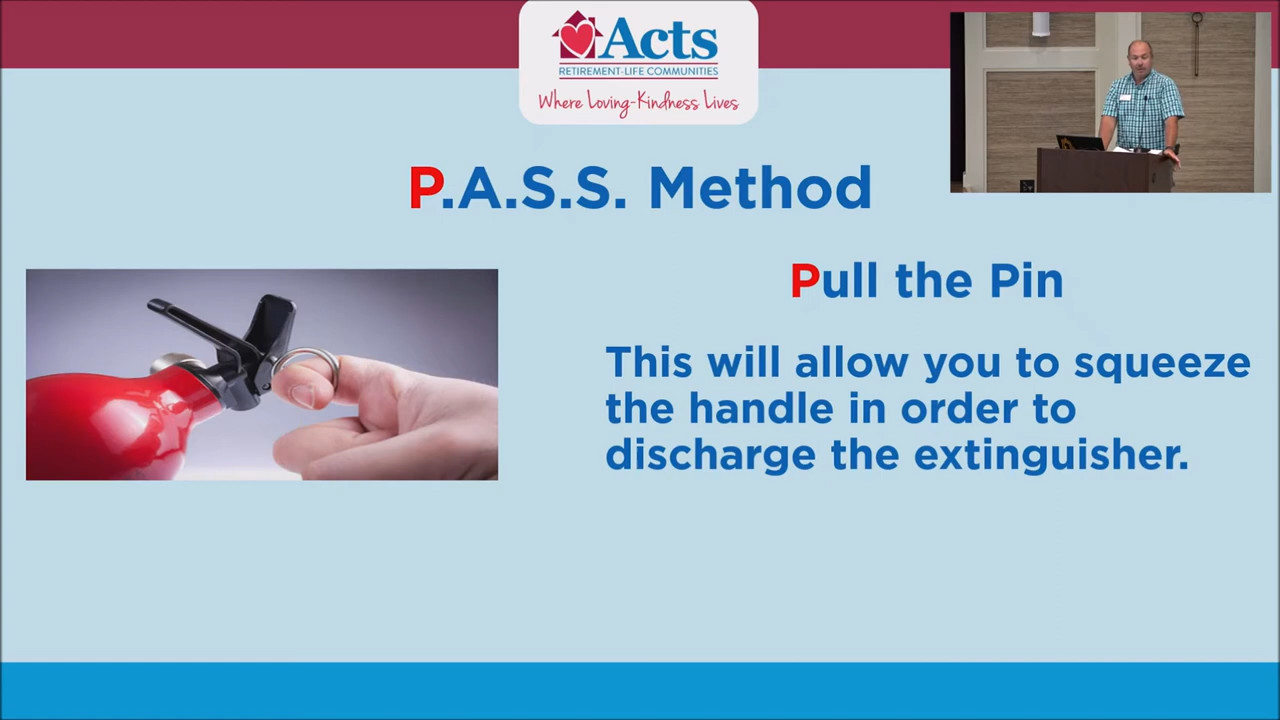 Acts
RETIREMENT-LIFE COMMUNITIES
Where Loving-Kindness Lives
P.A.S.S. Method
Pull the Pin
This will allow you to squeeze
the handle in order to
discharge the extinguisher.